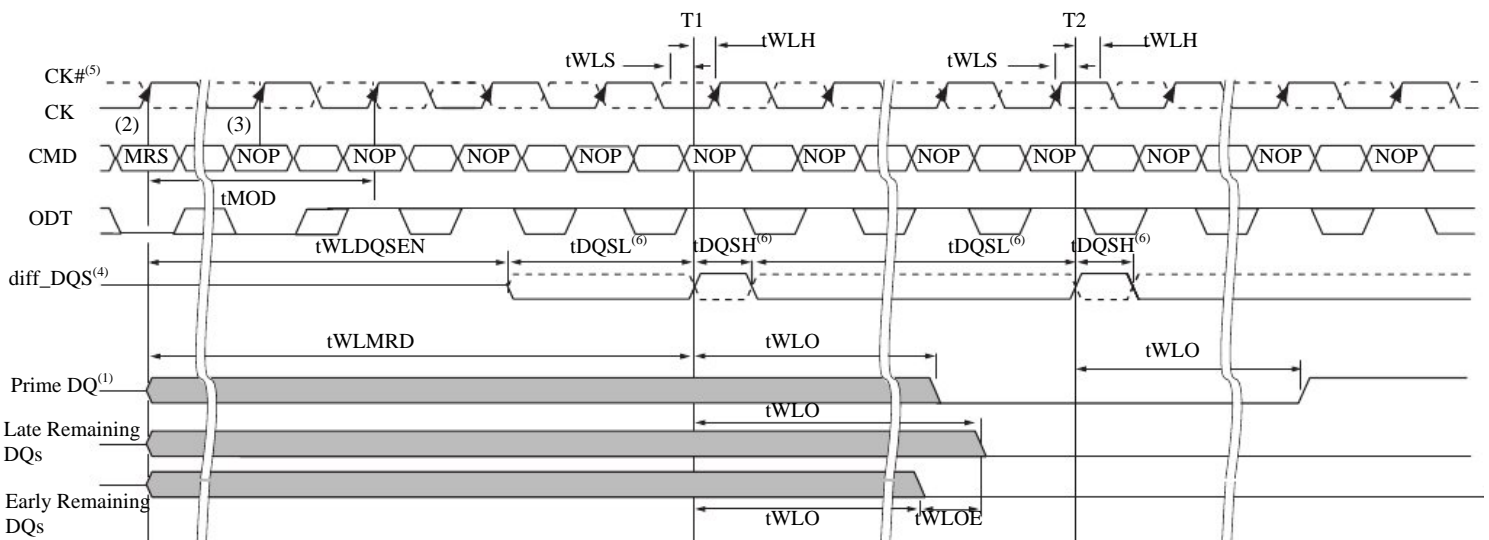 T1 T2
tWLH tWLH
tWLS tWLS
CK#(5)
CK
(2) (3)
CMD MRS NOP NOP NOP NOP NOP NOP NOP NOP NOP NOP NOP
tMOD
ODT
tWLDQSEN tDQSL(6) tDQSH(6) tDQSL(6) tDQSH(6)
diff_DQS(4)
tWLMRD tWLO
tWLO
Prime DQ(1)
tWLO
Late Remaining
DQs
Early Remaining
DQs
tWLO tWLOE